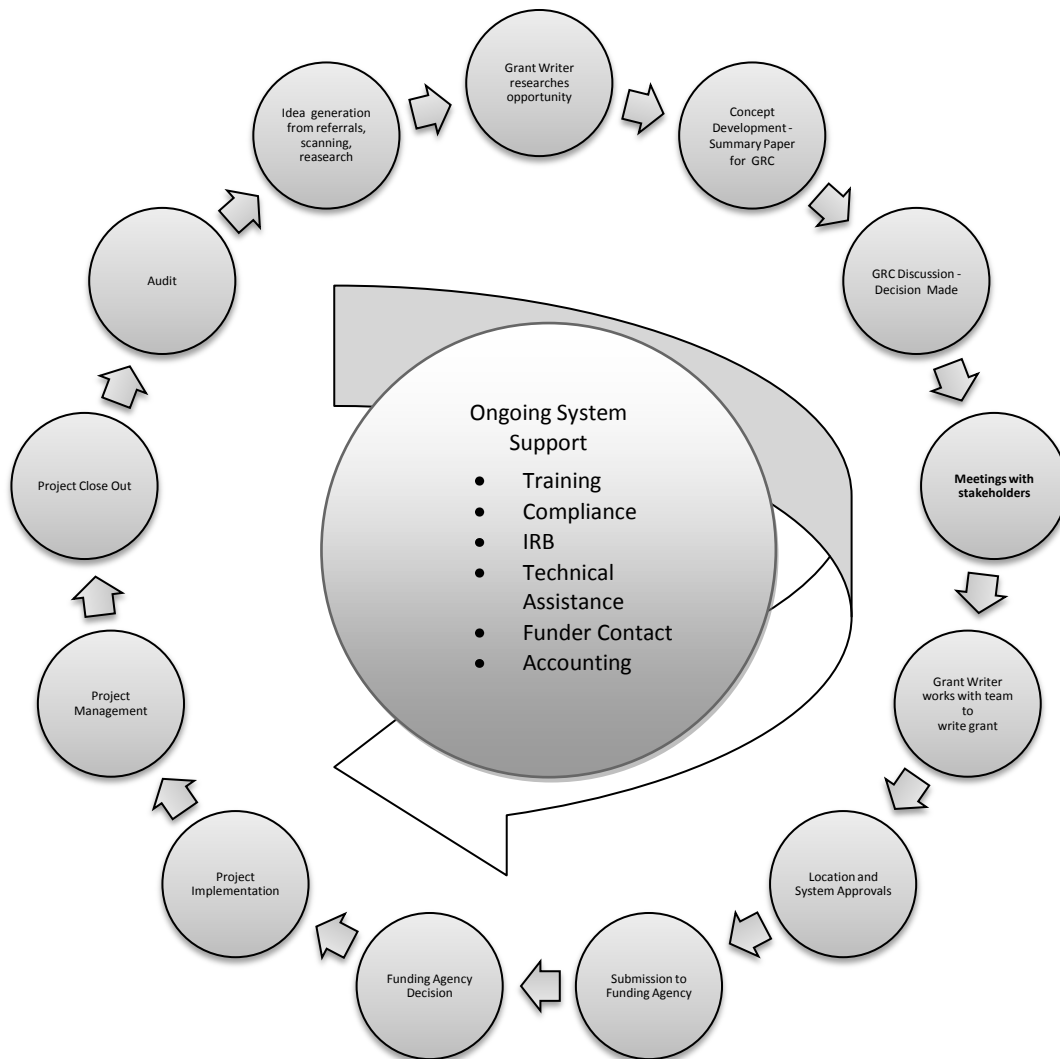 Grant Writer
researches
opportunity
Concept
Development -
Summary Paper
for GRC
GRC Discussion -
Decision Made
Meetings with
stakeholders
Grant Writer
works with team
to
write grant
Location and
System Approvals
Submission to
Funding Agency
Funding Agency
Decision
Project
Implementation
Project
Management
Project Close Out
Audit
Idea generation
from referrals,
scanning,
reasearch
Ongoing System
Support
• Training
• Compliance
• IRB
• Technical
Assistance
• Funder Contact
• Accounting